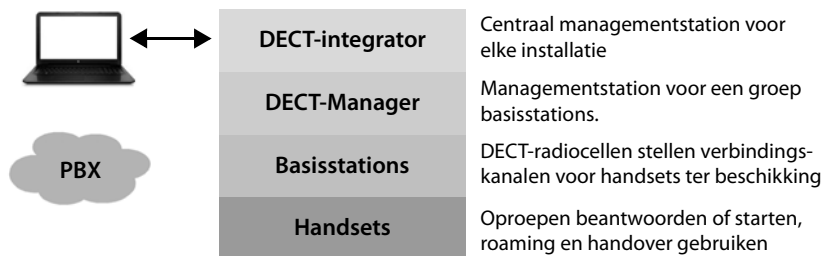 DECT-integrator
Centraal managementstation voor
elke installatie
DECT-Manager
Managementstation voor een groep
basisstations.
PBX
Basisstations
DECT-radiocellen stellen verbindings-
kanalen voor handsets ter beschikking
Handsets
Oproepen beantwoorden of starten,
roaming en handover gebruiken